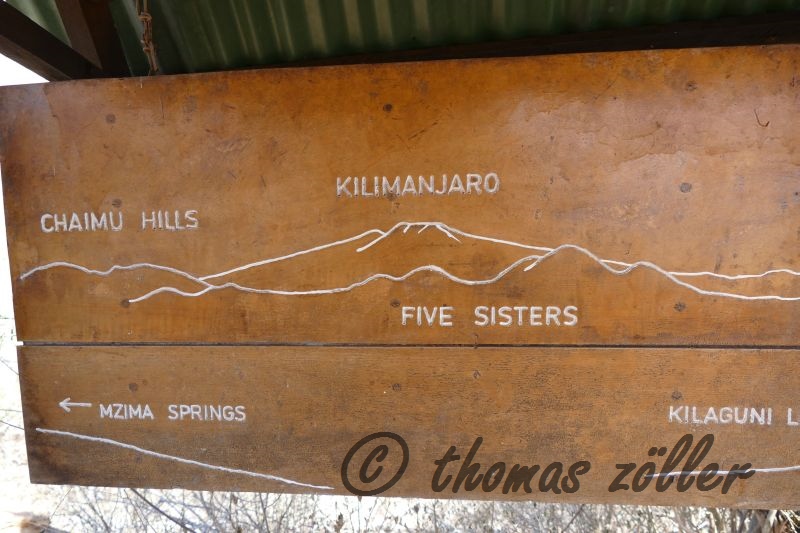 KILIMANJARO
CHAIMU HILLS
FIVE SISTERS
← MZIMA SPRINGS
KILAGUNI L
© thomas zöller